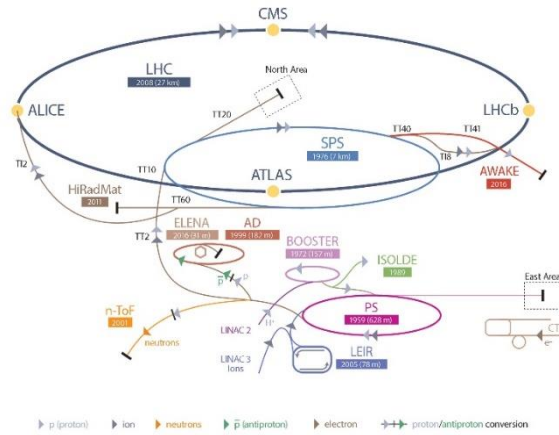 CMS
LHC
2008 (27 km)
North Area
ALICE
LHCb
TT20
TT40
TT41
SPS
1976 (7 km)
TI2
TT10
TI8
ATLAS
HiRadMat
2011
TT60
AWAKE
2016
ELENA
2016 (31 m)
AD
1999 (182 m)
TT2
BOOSTER
1972 (157 m)
ISOLDE
1989
p
p̅
East Area
n-ToF
2001
PS
1959 (628 m)
LINAC 2
H+
neutrons
LINAC 3
Ions
LEIR
2005 (78 m)
e-
p (proton)
ion
neutrons
p̅ (antiproton)
electron
proton/antiproton conversion